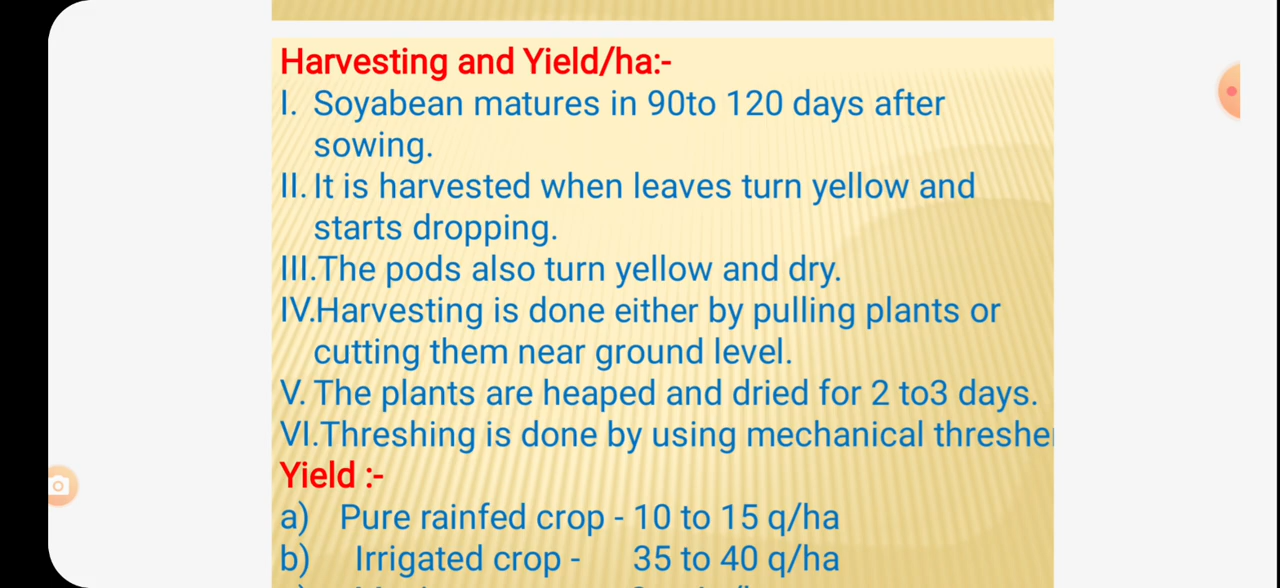 Harvesting and Yield/ha:-
I. Soyabean matures in 90to 120 days after
sowing.
II. It is harvested when leaves turn yellow and
starts dropping.
III.The pods also turn yellow and dry.
IV.Harvesting is done either by pulling plants or
cutting them near ground level.
V. The plants are heaped and dried for 2 to3 days.
VI.Threshing is done by using mechanical
Yield :-
a) Pure rainfed crop - 10 to 15 q/ha
b) Irrigated crop - 35 to 40 q/ha